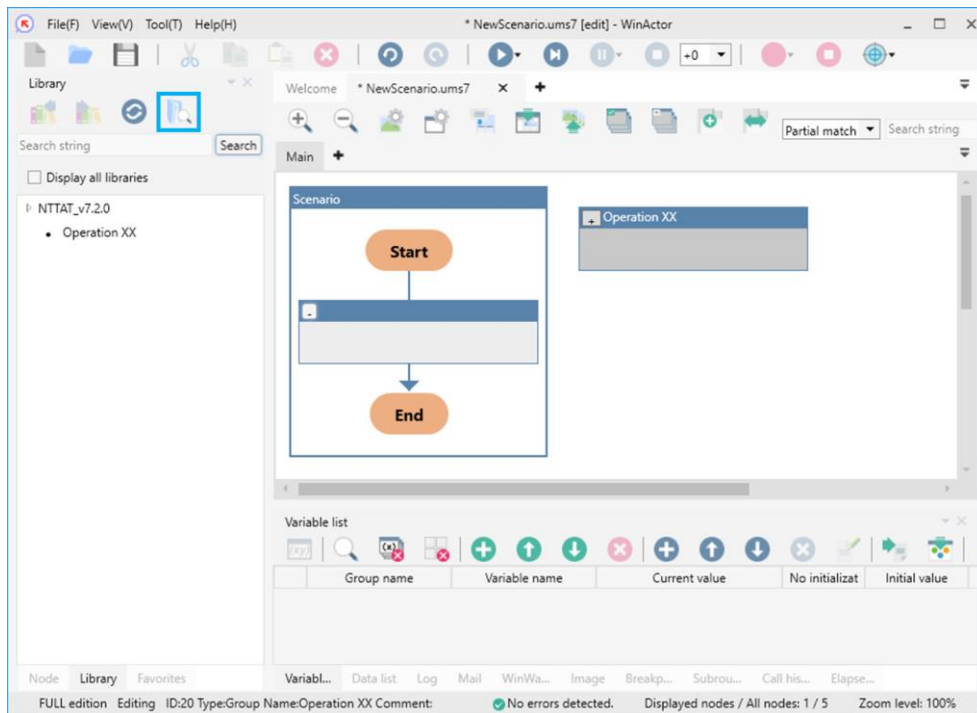 File(F) View(V) Tool(T) Help(H)
* NewScenario.ums7 [edit] - WinActor
+0
Library
Search string
Search
Display all libraries
NTTAT_v7.2.0
Operation XX
Welcome
* NewScenario.ums7
Partial match
Search string
Main
Scenario
Start
End
Operation XX
Variable list
Group name
Variable name
Current value
No initializat
Initial value
Node Library Favorites
Variabl... Data list Log Mail WinWa... Image Breakp... Subrou... Call his... Elapse...
FULL edition Editing ID:20 Type:Group Name:Operation XX Comment:
No errors detected.
Displayed nodes / All nodes: 1 / 5
Zoom level: 100%